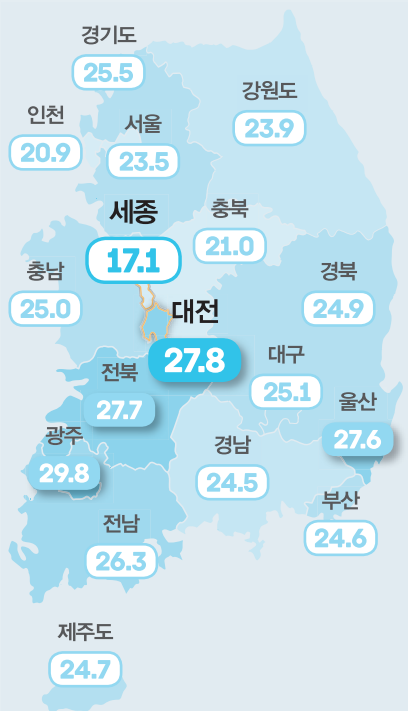 경기도
25.5
강원도
23.9
인천
20.9
서울
23.5
세종
17.1
충북
21.0
충남
25.0
경북
24.9
대전
27.8
대구
25.1
전북
27.7
울산
27.6
광주
29.8
경남
24.5
부산
24.6
전남
26.3
제주도
24.7